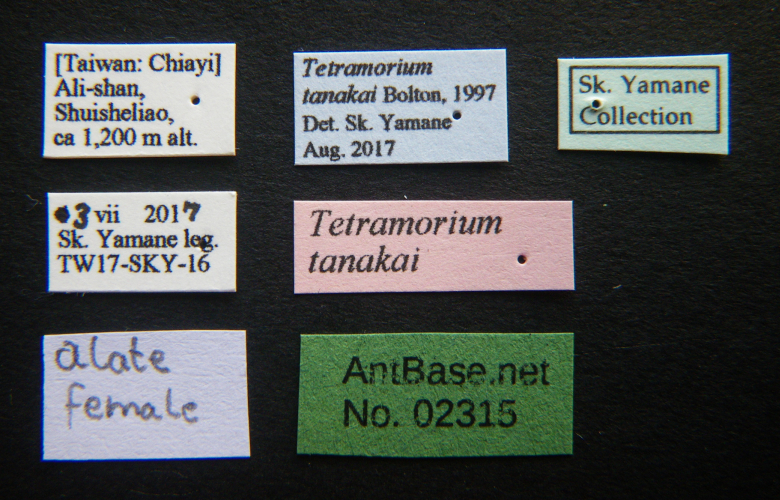 [Taiwan: Chiayi]
Ali-shan,
Shuisheliao,
ca 1,200 m alt.
Tetramorium
tanakai Bolton, 1997
Det. Sk. Yamane
Aug. 2017
Sk. Yamane
Collection
3 vii 2017
Sk. Yamane leg.
TW17-SKY-16
Tetramorium
tanakai
alate
female
AntBase.net
No. 02315